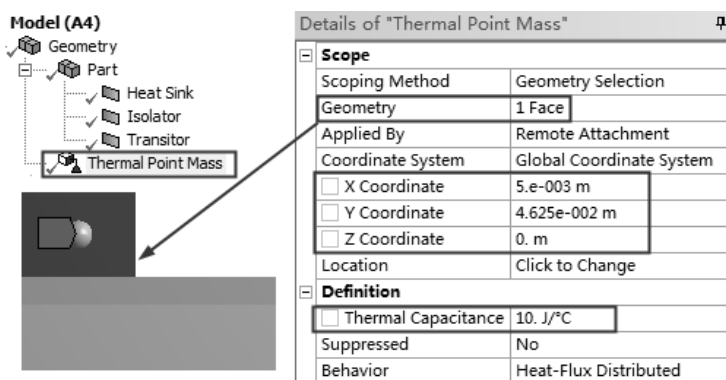 Model (A4)
Geometry
Part
Heat Sink
Isolator
Transitor
Thermal Point Mass
Details of "Thermal Point Mass"
Scope
Scoping Method Geometry Selection
Geometry 1 Face
Applied By Remote Attachment
Coordinate System Global Coordinate System
X Coordinate 5.e-003 m
Y Coordinate 4.625e-002 m
Z Coordinate 0. m
Location Click to Change
Definition
Thermal Capacitance 10. J/°C
Suppressed No
Behavior Heat-Flux Distributed